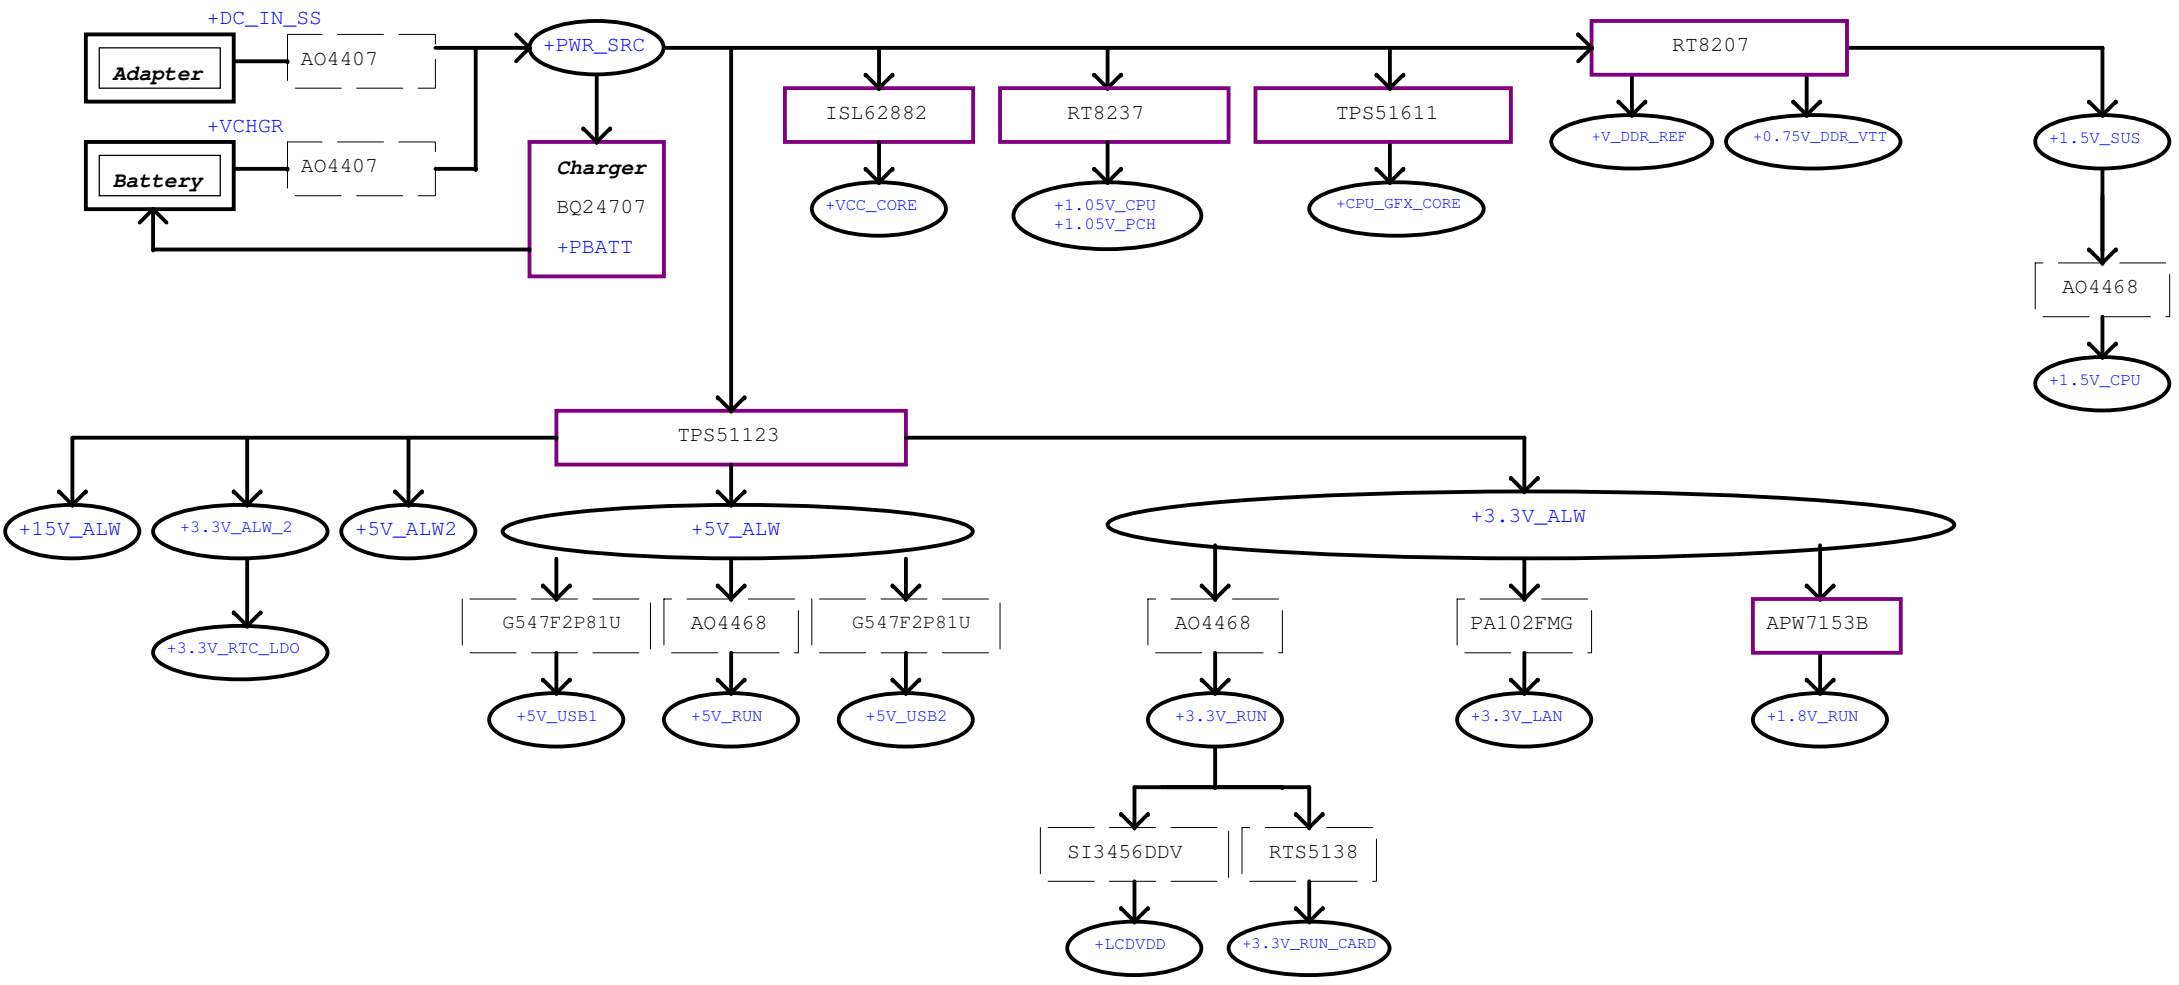 +DC_IN_SS
Adapter
AO4407
+PWR_SRC
RT8207
+VCHGR
Battery
AO4407
Charger
BQ24707
+PBATT
ISL62882
RT8237
TPS51611
+V_DDR_REF
+0.75V_DDR_VTT
+1.5V_SUS
+VCC_CORE
+1.05V_CPU
+1.05V_PCH
+CPU_GFX_CORE
AO4468
+1.5V_CPU
TPS51123
+15V_ALW
+3.3V_ALW_2
+5V_ALW2
+5V_ALW
+3.3V_ALW
G547F2P81U
AO4468
G547F2P81U
AO4468
PA102FMG
APW7153B
+3.3V_RTC_LDO
+5V_USB1
+5V_RUN
+5V_USB2
+3.3V_RUN
+3.3V_LAN
+1.8V_RUN
SI3456DDV
RTS5138
+LCDVDD
+3.3V_RUN_CARD